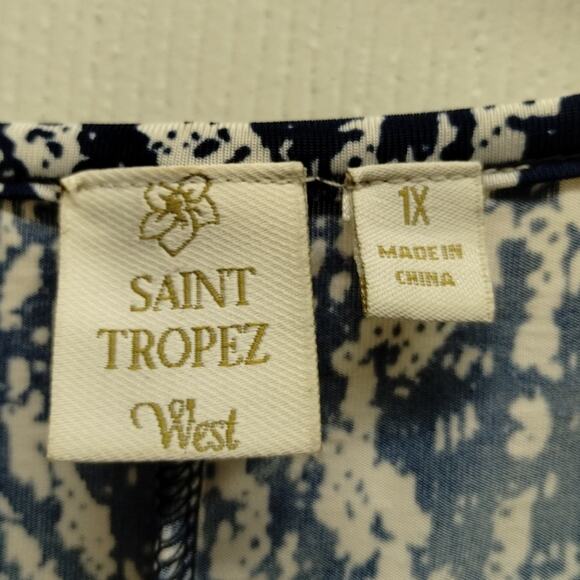 SAINT
TROPEZ
West
1X
MADE IN
CHINA